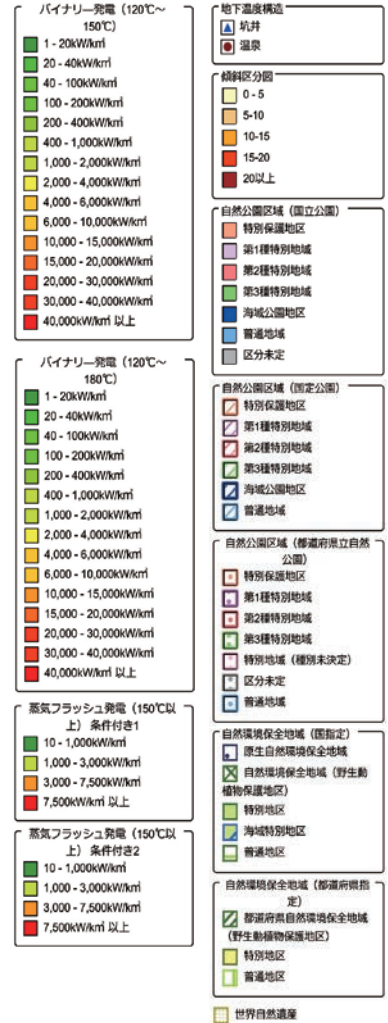 バイナリー発電（120℃～
150℃）
1 - 20kW/k㎡
20 - 40kW/k㎡
40 - 100kW/k㎡
100 - 200kW/k㎡
200 - 400kW/k㎡
400 - 1,000kW/k㎡
1,000 - 2,000kW/k㎡
2,000 - 4,000kW/k㎡
4,000 - 6,000kW/k㎡
6,000 - 10,000kW/k㎡
10,000 - 15,000kW/k㎡
15,000 - 20,000kW/k㎡
20,000 - 30,000kW/k㎡
30,000 - 40,000kW/k㎡
40,000kW/k㎡ 以上
バイナリー発電（120℃～
180℃）
1 - 20kW/k㎡
20 - 40kW/k㎡
40 - 100kW/k㎡
100 - 200kW/k㎡
200 - 400kW/k㎡
400 - 1,000kW/k㎡
1,000 - 2,000kW/k㎡
2,000 - 4,000kW/k㎡
4,000 - 6,000kW/k㎡
6,000 - 10,000kW/k㎡
10,000 - 15,000kW/k㎡
15,000 - 20,000kW/k㎡
20,000 - 30,000kW/k㎡
30,000 - 40,000kW/k㎡
40,000kW/k㎡ 以上
蒸気フラッシュ発電（150℃以
上） 条件付き1
10 - 1,000kW/k㎡
1,000 - 3,000kW/k㎡
3,000 - 7,500kW/k㎡
7,500kW/k㎡ 以上
蒸気フラッシュ発電（150℃以
上） 条件付き2
10 - 1,000kW/k㎡
1,000 - 3,000kW/k㎡
3,000 - 7,500kW/k㎡
7,500kW/k㎡ 以上
地下温度構造
坑井
温泉
傾斜区分図
0 - 5
5-10
10-15
15-20
20以上
自然公園区域（国立公園）
特別保護地区
第1種特別地域
第2種特別地域
第3種特別地域
海域公園地区
普通地域
区分未定
自然公園区域（国定公園）
特別保護地区
第1種特別地域
第2種特別地域
第3種特別地域
海域公園地区
普通地域
自然公園区域（都道府県立自然
公園）
特別保護地区
第1種特別地域
第2種特別地域
第3種特別地域
特別地域（種別未決定）
区分未定
普通地域
自然環境保全地域（国指定）
原生自然環境保全地域
自然環境保全地域（野生動
植物保護地区）
特別地区
海域特別地区
普通地区
自然環境保全地域（都道府県指
定）
都道府県自然環境保全地域
（野生動植物保護地区）
特別地区
普通地区
世界自然遺産